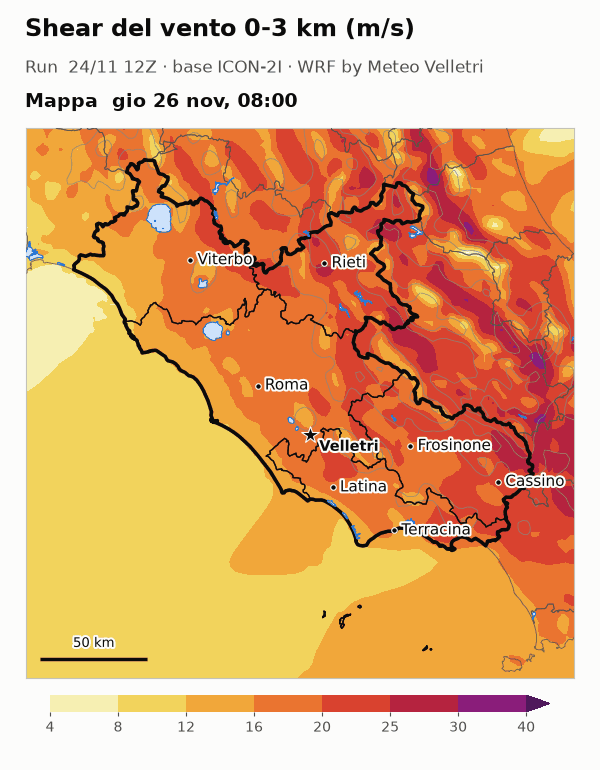 Shear del vento 0-3 km (m/s)
Run  24/11 12Z · base ICON-2I · WRF by Meteo Velletri
Mappa  gio 26 nov, 08:00
Viterbo
Rieti
Roma
Velletri
Frosinone
Cassino
Latina
Terracina
50 km
4 8 12 16 20 25 30 40